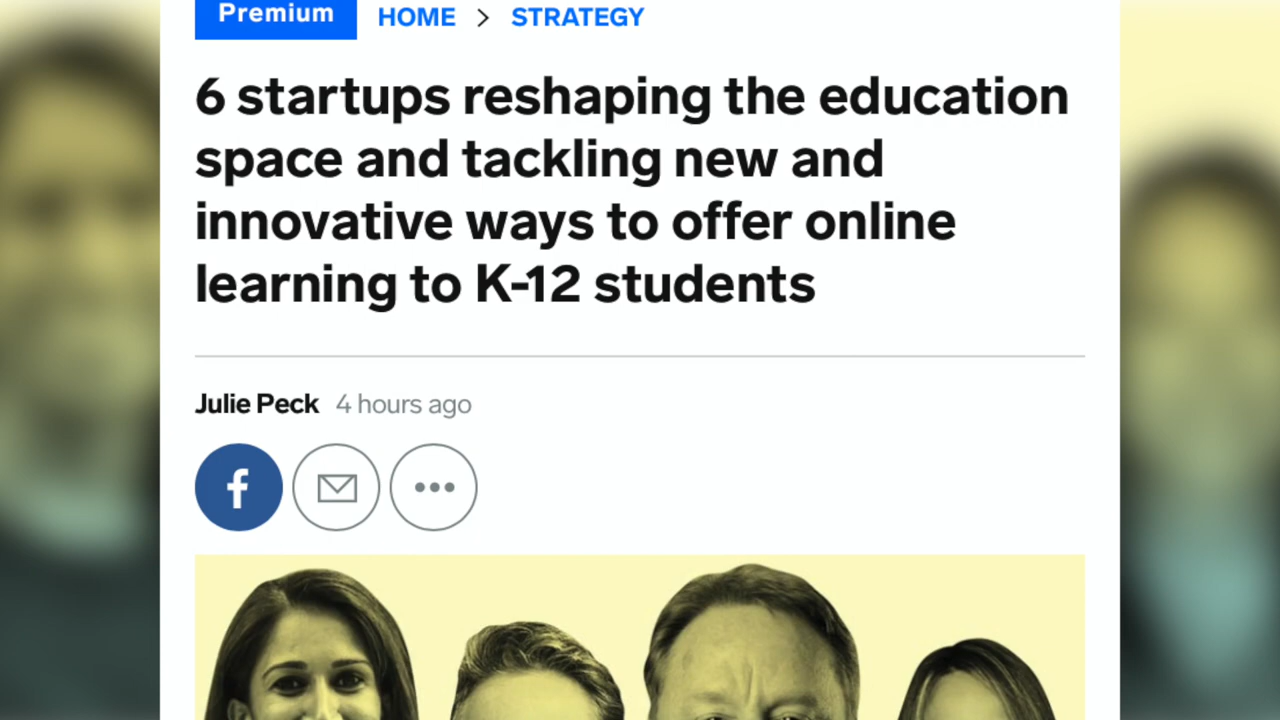 Premium HOME > STRATEGY
6 startups reshaping the education
space and tackling new and
innovative ways to offer online
learning to K-12 students
Julie Peck 4 hours ago
f